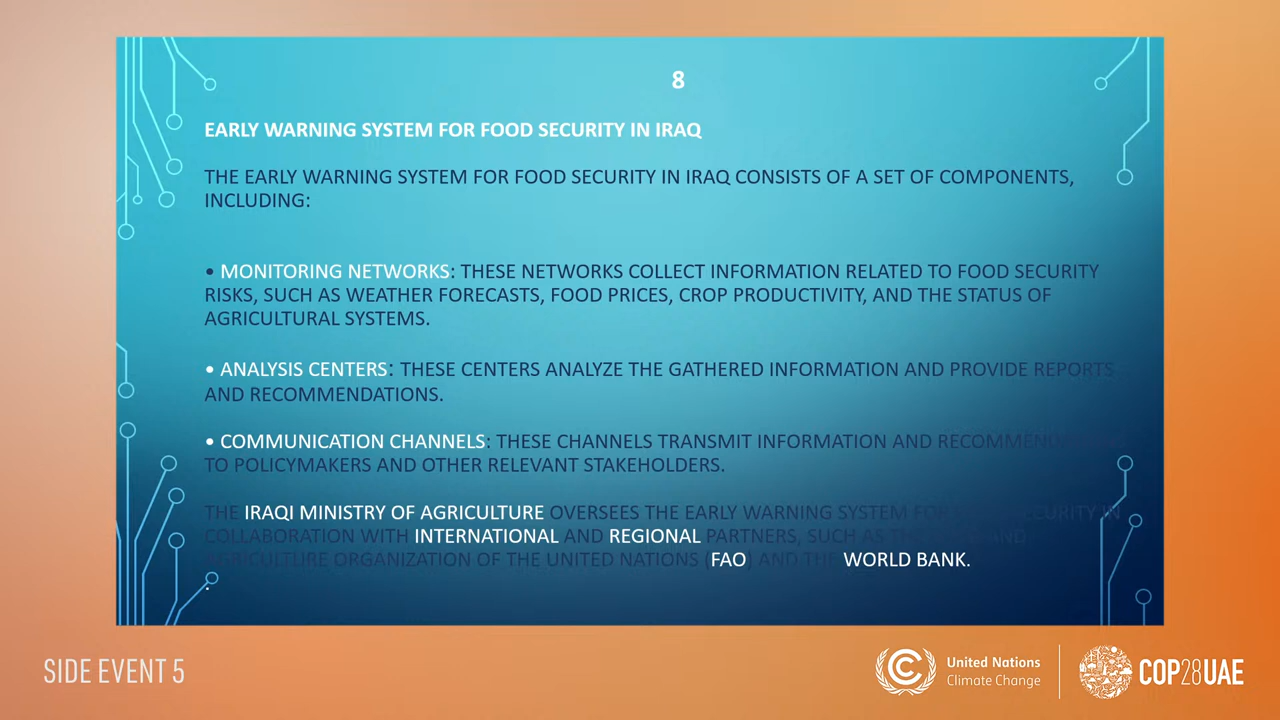 8
EARLY WARNING SYSTEM FOR FOOD SECURITY IN IRAQ
THE EARLY WARNING SYSTEM FOR FOOD SECURITY IN IRAQ CONSISTS OF A SET OF COMPONENTS,
INCLUDING:
• MONITORING NETWORKS: THESE NETWORKS COLLECT INFORMATION RELATED TO FOOD SECURITY
RISKS, SUCH AS WEATHER FORECASTS, FOOD PRICES, CROP PRODUCTIVITY, AND THE STATUS OF
AGRICULTURAL SYSTEMS.
• ANALYSIS CENTERS: THESE CENTERS ANALYZE THE GATHERED INFORMATION AND PROVIDE REPORTS
AND RECOMMENDATIONS.
• COMMUNICATION CHANNELS: THESE CHANNELS TRANSMIT INFORMATION AND RECOMMENDATIONS
TO POLICYMAKERS AND OTHER RELEVANT STAKEHOLDERS.
THE IRAQI MINISTRY OF AGRICULTURE OVERSEES THE EARLY WARNING SYSTEM FOR SECURITY IN
COLLABORATION WITH INTERNATIONAL AND REGIONAL PARTNERS, SUCH AS THE AND
AGRICULTURE ORGANIZATION OF THE UNITED NATIONS (FAO) AND THE WORLD BANK.
.
SIDE EVENT 5
United Nations
Climate Change
COP28UAE